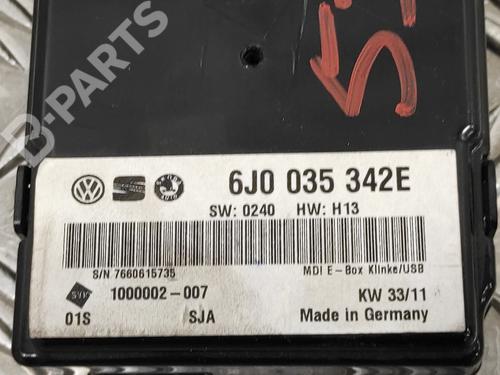 B-PARTS
6J0 035 342E
SW: 0240 HW: H13
S/N 7660615735
MDI E-Box Klinke/USB
1000002-007
KW 33/11
01S SJA Made in Germany